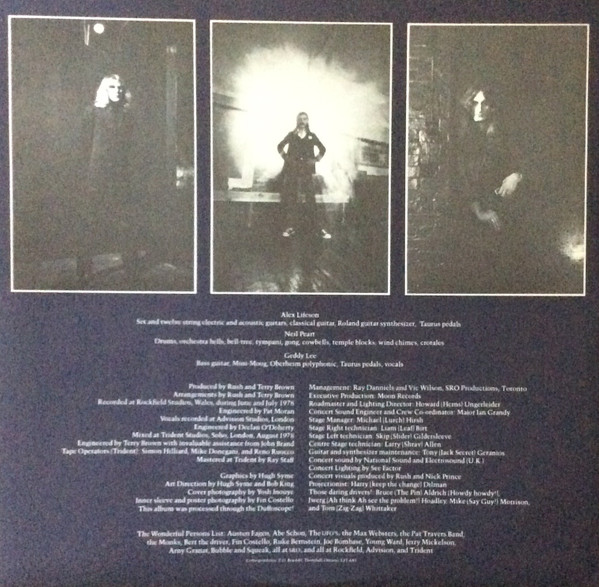 Alex Lifeson
Six and twelve string electric and acoustic guitars, classical guitar, Roland guitar synthesizer, Taurus pedals
Neil Peart
Drums, orchestra bells, bell-tree, tympani, gong, cowbells, temple blocks, wind chimes, crotales
Geddy Lee
Bass guitar, Mini-Moog, Oberheim polyphonic, Taurus pedals, vocals
Produced by Rush and Terry Brown
Arrangements by Rush and Terry Brown
Recorded at Rockfield Studios, Wales, during June and July 1978
Engineered by Pat Moran
Vocals recorded at Advision Studios, London
Engineered by Declan O'Doherty
Mixed at Trident Studios, Soho, London, August 1978
Engineered by Terry Brown with invaluable assistance from John Brand
Tape Operators (Trident): Simon Hilliard, Mike Donegani, and Reno Ruocco
Mastered at Trident by Ray Staff
Graphics by Hugh Syme
Art Direction by Hugh Syme and Bob King
Cover photography by Yosh Inouye
Inner sleeve and poster photography by Fin Costello
This album was processed through the Duffoscope!
Management: Ray Danniels and Vic Wilson, SRO Productions, Toronto
Executive Production: Moon Records
Roadmaster and Lighting Director: Howard (Herns) Ungerleider
Concert Sound Engineer and Crew Co-ordinator: Major Ian Grandy
Stage Manager: Michael (Lurch) Hirsh
Stage Right technician: Liam (Leaf) Birt
Stage Left technician: Skip (Slider) Gildersleeve
Centre Stage technician: Larry (Shrav) Allen
Guitar and synthesizer maintenance: Tony (Jack Secret) Geranios
Concert sound by National Sound and Electrosound (U.K.)
Concert Lighting by See Factor
Concert visuals produced by Rush and Nick Prince
Projectionist: Harry (keep the change) Dilman
Those daring drivers!: Bruce (The Pin) Aldrich (Howdy howdy!,
Iwerg (Ah think Ah see the problem!) Hoadley, Mike (Say Guy!) Morrison,
and Tom (Zig Zag) Whittaker
The Wonderful Persons List: Austen Fagen, Abe Schon, The UFO's, the Max Websters, the Pat Travers Band,
the Monks, Bert the driver, Fin Costello, Ruke Bernstein, Joe Bombase, Young Ward, Jerry Mickelson,
Arny Granat, Bubble and Squeak, all at SRO, and all at Rockfield, Advision, and Trident